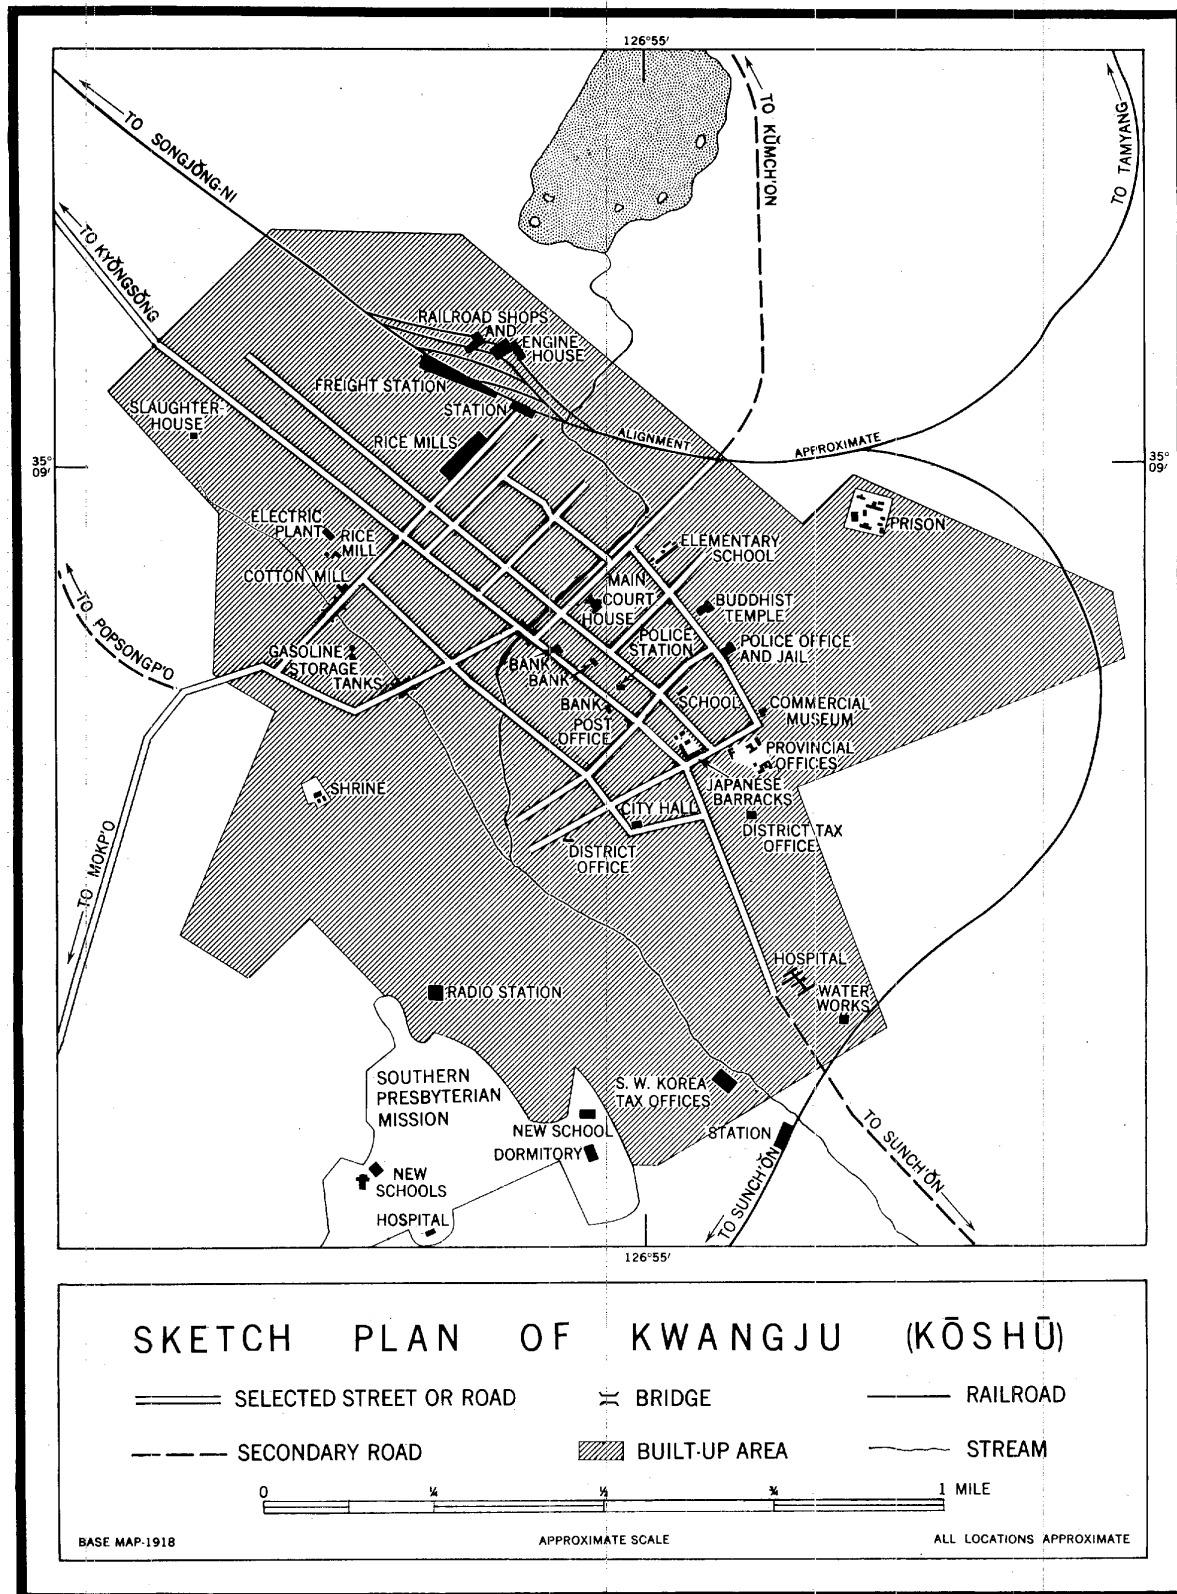 126°55′
TO SONGJŎNG-NI
TO KYŎNGSŎNG
TO KŬMCH'ON
TO TAMYANG
RAILROAD SHOPS
AND
ENGINE
HOUSE
FREIGHT STATION
STATION
SLAUGHTER-
HOUSE
RICE MILLS
ALIGNMENT
APPROXIMATE
35°
09′
35°
09′
PRISON
ELECTRIC
PLANT
RICE
MILL
COTTON MILL
ELEMENTARY
SCHOOL
MAIN
COURT
HOUSE
BUDDHIST
TEMPLE
TO POPSONGP'O
GASOLINE
STORAGE
TANKS
POLICE
STATION
POLICE OFFICE
AND JAIL
BANK
BANK
BANK
POST
OFFICE
SCHOOL
COMMERCIAL
MUSEUM
PROVINCIAL
OFFICES
JAPANESE
BARRACKS
SHRINE
CITY HALL
DISTRICT TAX
OFFICE
DISTRICT
OFFICE
TO MOKP'O
HOSPITAL
WATER
WORKS
RADIO STATION
SOUTHERN
PRESBYTERIAN
MISSION
S. W. KOREA
TAX OFFICES
NEW SCHOOL
DORMITORY
STATION
NEW
SCHOOLS
HOSPITAL
TO SUNCH'ŎN
TO SUNCH'ŎN
126°55′
SKETCH PLAN OF KWANGJU (KŌSHŪ)
SELECTED STREET OR ROAD
BRIDGE
RAILROAD
SECONDARY ROAD
BUILT-UP AREA
STREAM
0 ¼ ½ ¾ 1 MILE
BASE MAP-1918
APPROXIMATE SCALE
ALL LOCATIONS APPROXIMATE